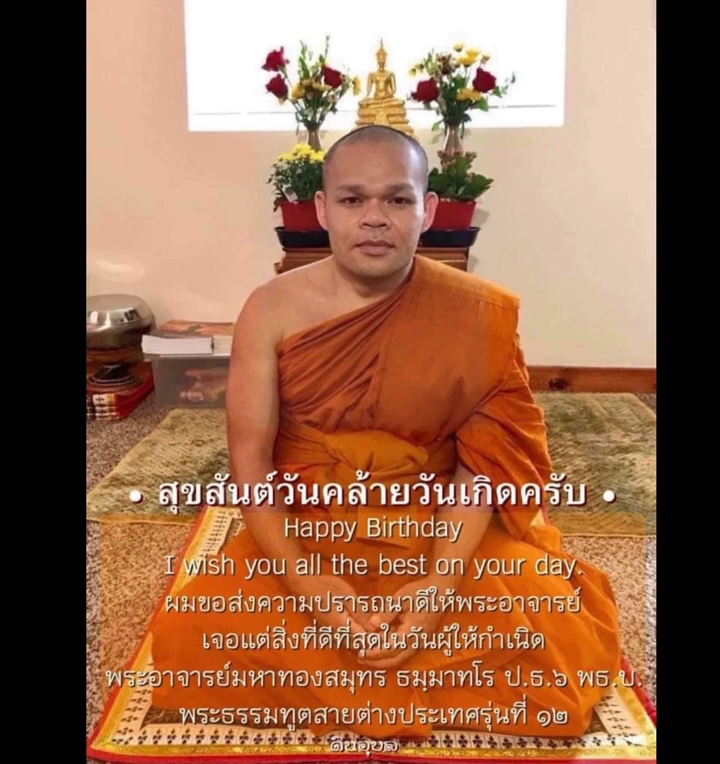 • สุขสันต์วันคล้ายวันเกิดครับ •
Happy Birthday
I wish you all the best on your day.
ผมขอส่งความปรารถนาดีให้พระอาจารย์
เจอแต่สิ่งที่ดีที่สุดในวันผู้ให้กำเนิด
พระอาจารย์มหาทองสมุทร ธมฺมาทโร ป.ธ.๖ พธ.บ.
พระธรรมทูตสายต่างประเทศรุ่นที่ ๑๒